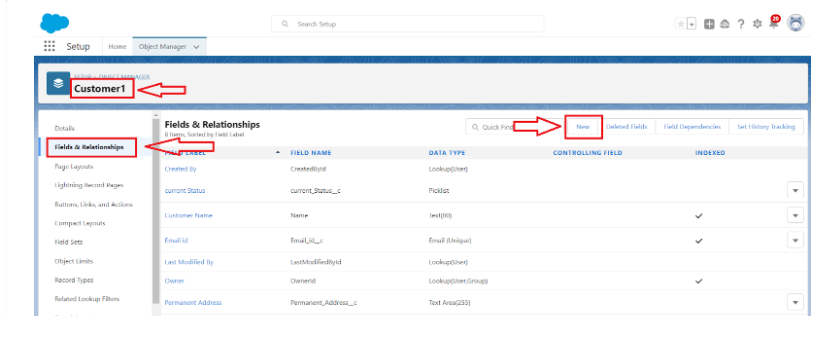 Search Setup
20
Setup Home Object Manager
SETUP > OBJECT MANAGER
Customer1
Details
Fields & Relationships
Page Layouts
Lightning Record Pages
Buttons, Links, and Actions
Compact Layouts
Field Sets
Object Limits
Record Types
Related Lookup Filters
Fields & Relationships
8 Items, Sorted by Field Label
Quick Find
New Deleted Fields Field Dependencies Set History Tracking
FIELD LABEL FIELD NAME DATA TYPE CONTROLLING FIELD INDEXED
Created By CreatedById Lookup(User)
current Status current_Status__c Picklist
Customer Name Name Text(80)
Email id Email_id__c Email (Unique)
Last Modified By LastModifiedById Lookup(User)
Owner OwnerId Lookup(User,Group)
Permanent Address Permanent_Address__c Text Area(255)